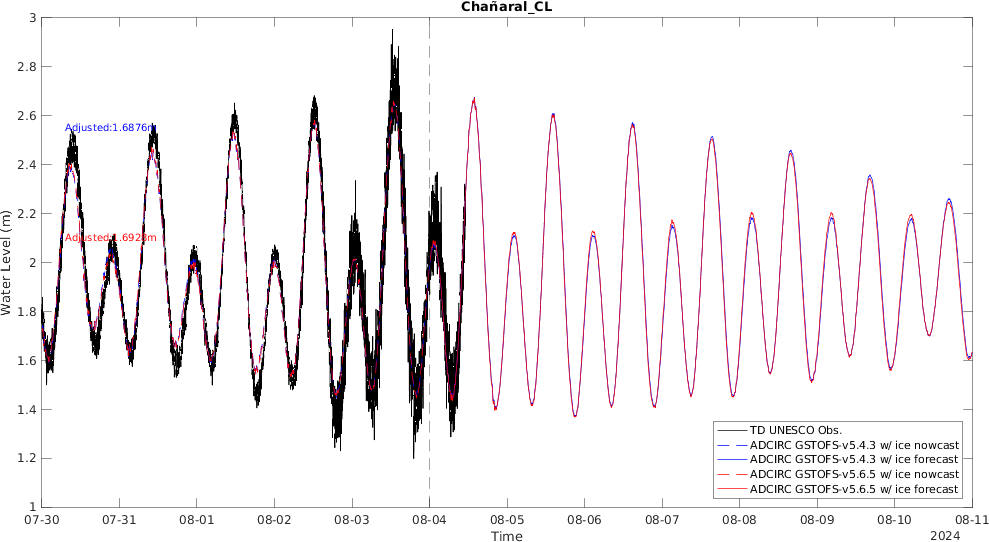 Chañaral_CL
3
2.8
2.6
2.4
2.2
2
1.8
1.6
1.4
1.2
1
Water Level (m)
Adjusted:1.6876m
Adjusted:1.6923m
TD UNESCO Obs.
ADCIRC GSTOFS-v5.4.3 w/ ice nowcast
ADCIRC GSTOFS-v5.4.3 w/ ice forecast
ADCIRC GSTOFS-v5.6.5 w/ ice nowcast
ADCIRC GSTOFS-v5.6.5 w/ ice forecast
07-30 07-31 08-01 08-02 08-03 08-04 08-05 08-06 08-07 08-08 08-09 08-10 08-11
Time
2024